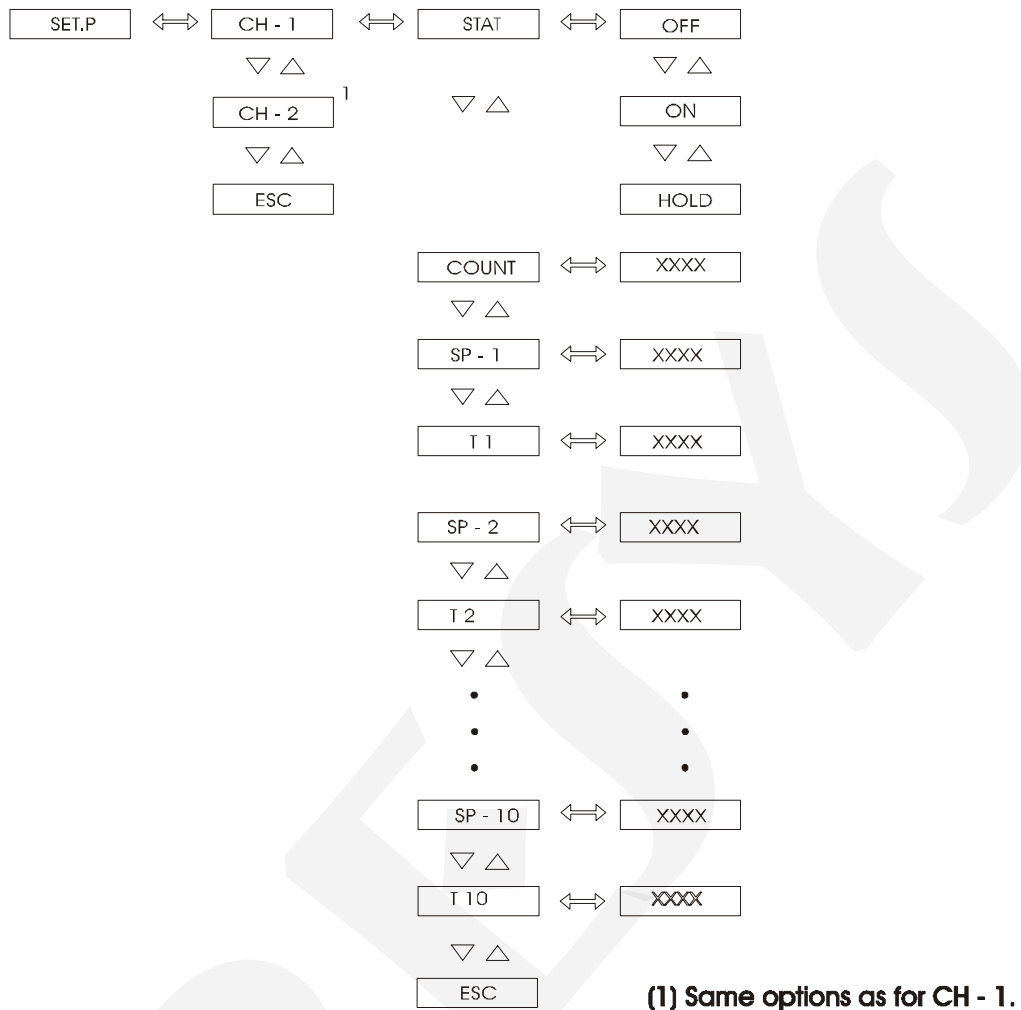 SET.P CH - 1 STAT OFF
CH - 2 1 ON
ESC HOLD
COUNT XXXX
SP - 1 XXXX
T 1 XXXX
SP - 2 XXXX
T 2 XXXX
SP - 10 XXXX
T 10 XXXX
ESC
(1) Same options as for CH - 1.